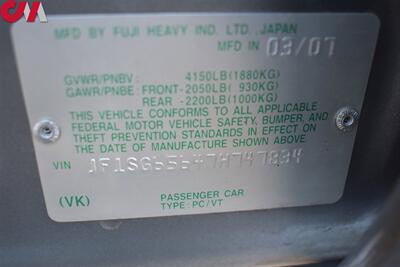 CMA
MFD BY FUJI HEAVY IND. LTD., JAPAN
MFD IN 03/07
GVWR/PNBV: 4150LB(1880KG)
GAWR/PNBE: FRONT-2050LB( 930KG)
REAR -2200LB(1000KG)
THIS VEHICLE CONFORMS TO ALL APPLICABLE
FEDERAL MOTOR VEHICLE SAFETY, BUMPER, AND
THEFT PREVENTION STANDARDS IN EFFECT ON
THE DATE OF MANUFACTURE SHOWN ABOVE.
VIN JF1SG65647H747834
(VK) PASSENGER CAR
TYPE: PC/VT